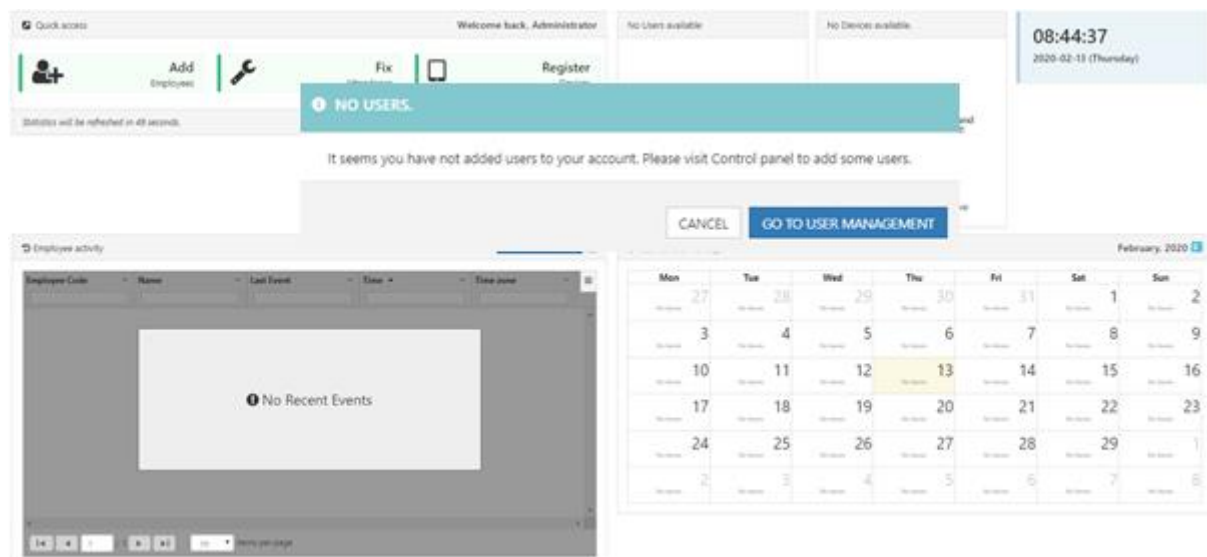 Quick access
Welcome back, Administrator
No Users available
No Devices available.
08:44:37
2020-02-13 (Thursday)
Add
Employees
Fix
Register
Statistics will be refreshed in 49 seconds.
NO USERS.
It seems you have not added users to your account. Please visit Control panel to add some users.
CANCEL
GO TO USER MANAGEMENT
Employee activity
February, 2020
Employee Code Name Last Event Time Time zone
No Recent Events
items per page
Mon Tue Wed Thu Fri Sat Sun
27 28 29 30 31 1 2
3 4 5 6 7 8 9
10 11 12 13 14 15 16
17 18 19 20 21 22 23
24 25 26 27 28 29 1
2 3 4 5 6 7 8